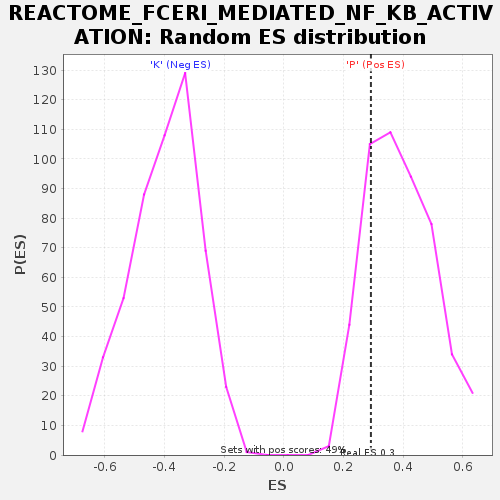 REACTOME_FCERI_MEDIATED_NF_KB_ACTIV
ATION: Random ES distribution
'K' (Neg ES)
'P' (Pos ES)
130
120
110
100
90
80
70
60
50
40
30
20
10
0
P(ES)
Sets with pos scores: 49%
Real ES 0.3
-0.6
-0.4
-0.2
0.0
0.2
0.4
0.6
ES